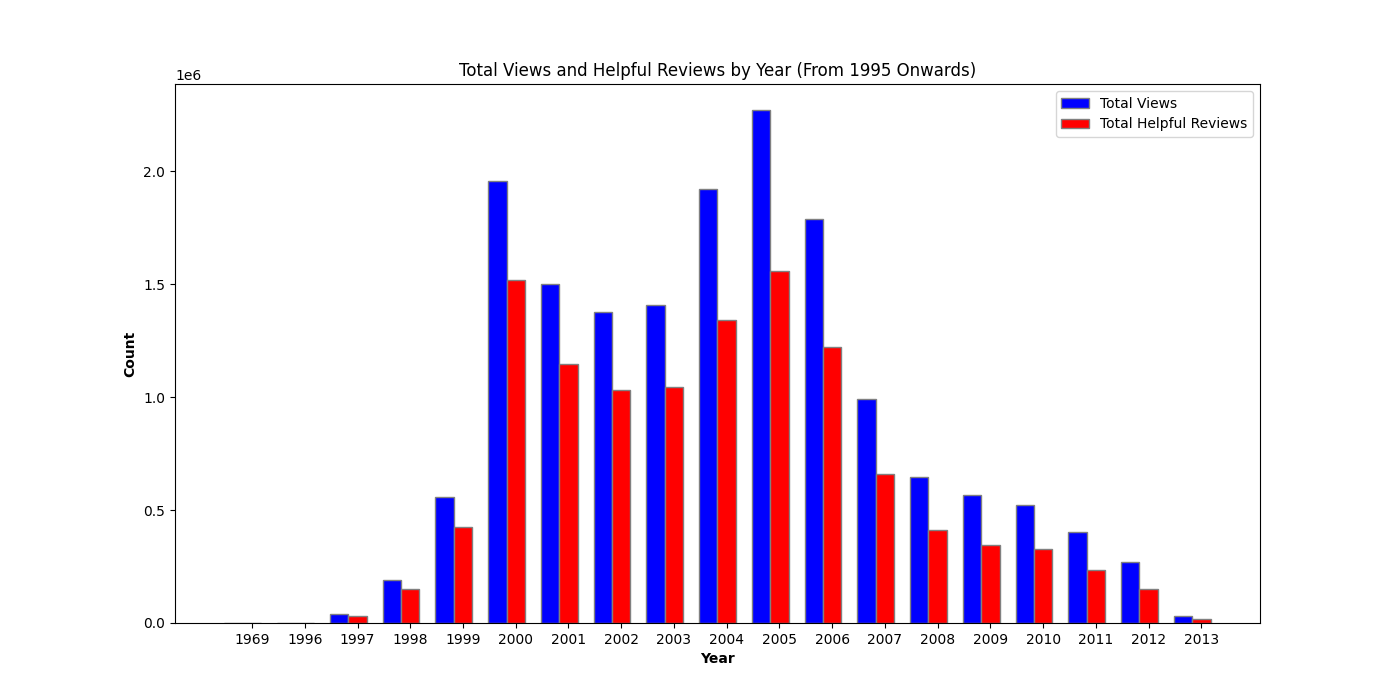 Total Views and Helpful Reviews by Year (From 1995 Onwards)
1e6
Total Views
Total Helpful Reviews
2.0
1.5
1.0
0.5
0.0
Count
1969 1996 1997 1998 1999 2000 2001 2002 2003 2004 2005 2006 2007 2008 2009 2010 2011 2012 2013
Year